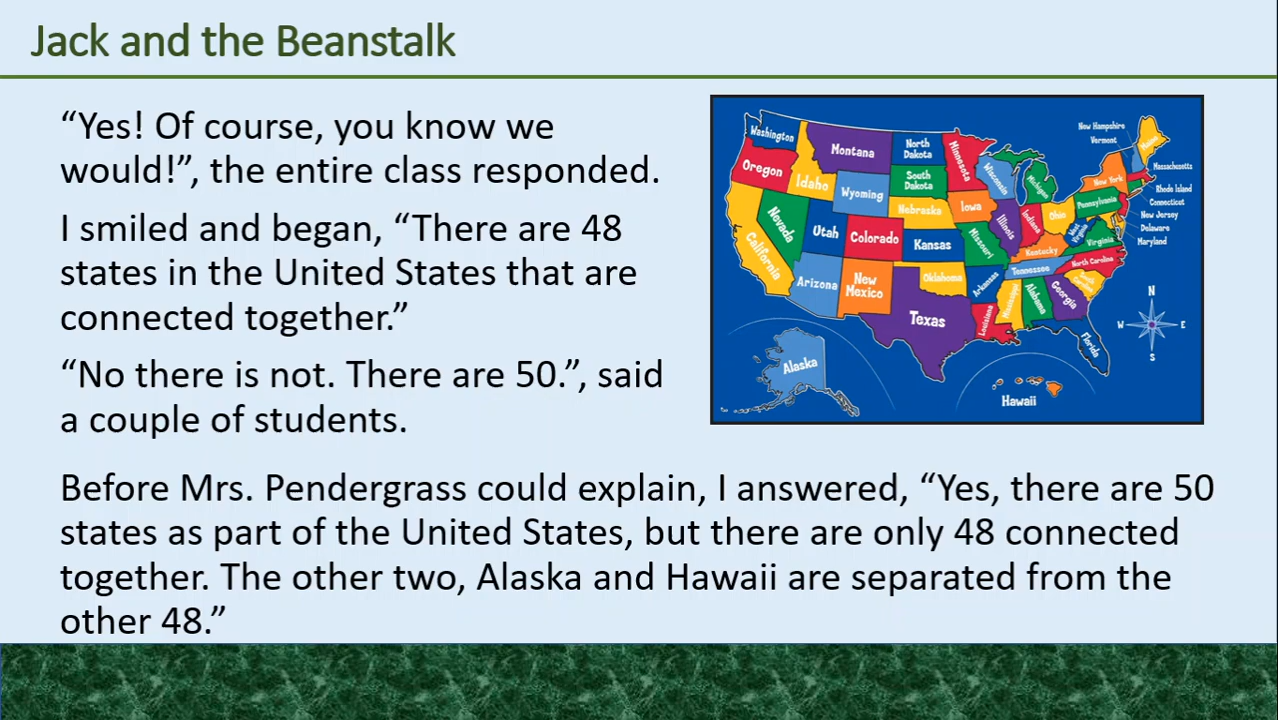 Jack and the Beanstalk
“Yes! Of course, you know we
would!”, the entire class responded.
I smiled and began, “There are 48
states in the United States that are
connected together.”
“No there is not. There are 50.”, said
a couple of students.
Before Mrs. Pendergrass could explain, I answered, “Yes, there are 50
states as part of the United States, but there are only 48 connected
together. The other two, Alaska and Hawaii are separated from the
other 48.”
Washington
Oregon
California
Nevada
Idaho
Montana
Wyoming
Utah
Arizona
Colorado
New
Mexico
North
Dakota
South
Dakota
Nebraska
Kansas
Oklahoma
Texas
Minnesota
Iowa
Missouri
Arkansas
Louisiana
Wisconsin
Illinois
Michigan
Indiana
Ohio
Kentucky
Tennessee
Mississippi
Alabama
Georgia
Florida
South
Carolina
North Carolina
Virginia
West
Virginia
Pennsylvania
New York
Maine
New Hampshire
Vermont
Massachusetts
Rhode Island
Connecticut
New Jersey
Delaware
Maryland
Alaska
Hawaii
N
W
E
S